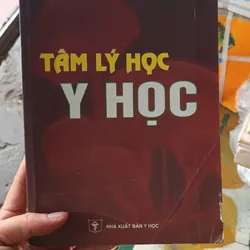 TÂM LÝ HỌC
Y HỌC
NHÀ XUẤT BẢN Y HỌC